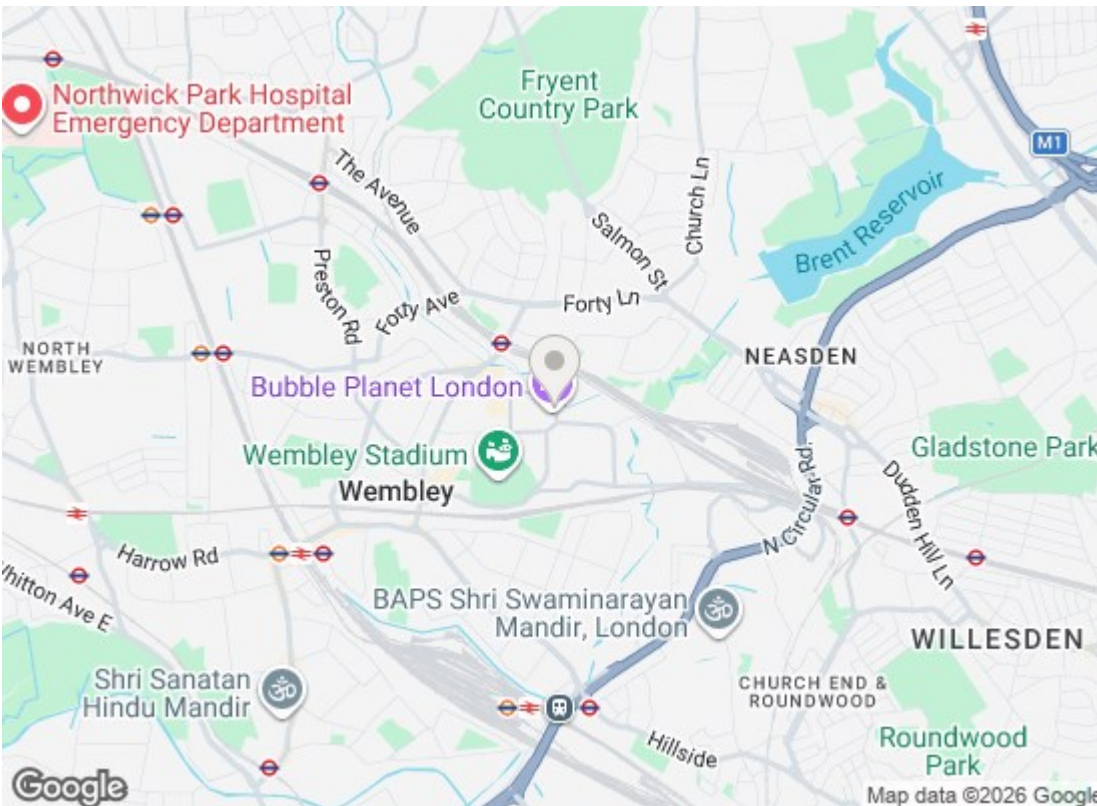 Fryent
Country Park
Northwick Park Hospital
Emergency Department
M1
The Avenue
Church Ln
Brent Reservoir
Salmon St
Preston Rd
Forty Ave
Forty Ln
NORTH
WEMBLEY
NEASDEN
Bubble Planet London
Wembley Stadium
Wembley
Gladstone Park
N Circular Rd
Dudden Hill Ln
Harrow Rd
Whitton Ave E
BAPS Shri Swaminarayan
Mandir, London
WILLESDEN
Shri Sanatan
Hindu Mandir
CHURCH END &
ROUNDWOOD
Hillside
Roundwood
Park
Google
Map data ©2026 Google